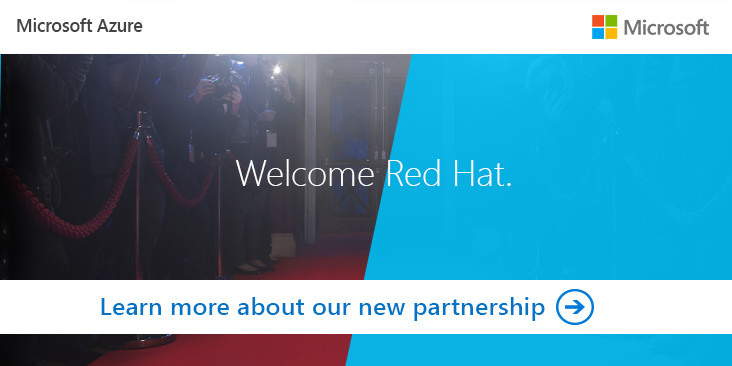 Microsoft Azure
Microsoft
Welcome Red Hat.
Learn more about our new partnership